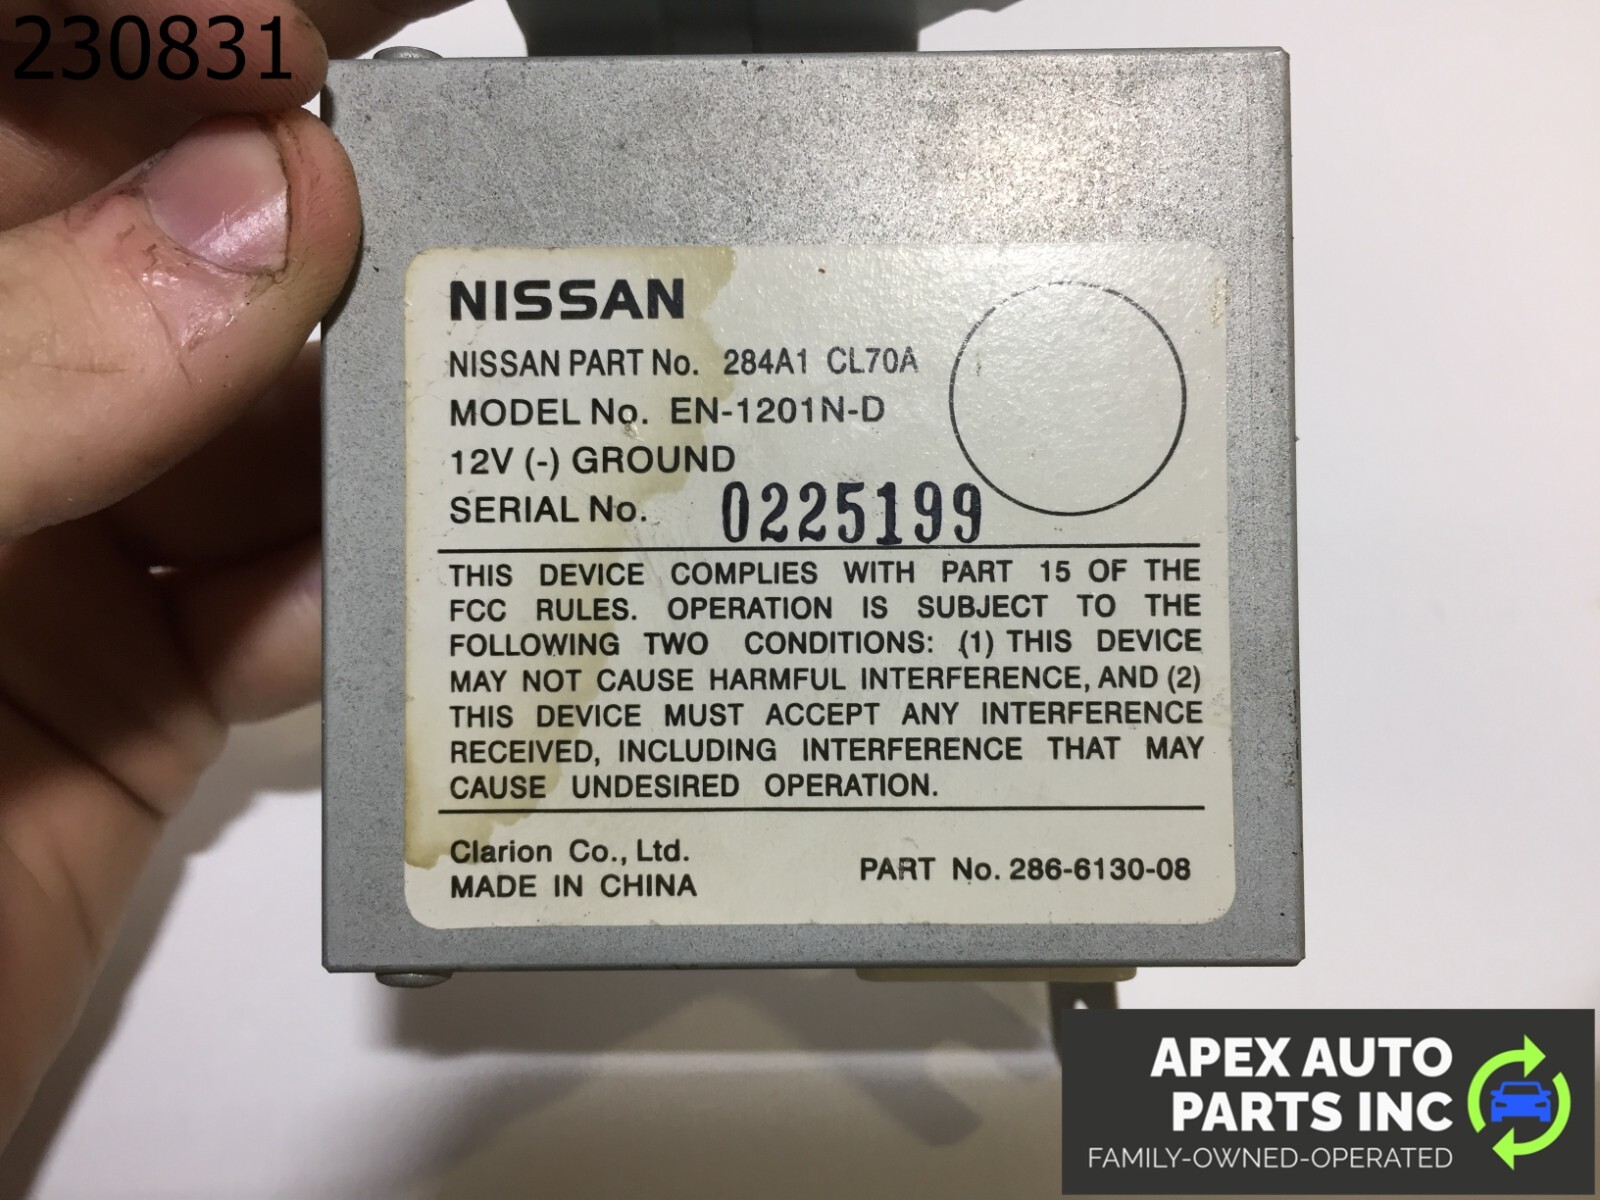 230831
NISSAN
NISSAN PART No. 284A1 CL70A
MODEL No. EN-1201N-D
12V (-) GROUND
SERIAL No. 0225199
THIS DEVICE COMPLIES WITH PART 15 OF THE
FCC RULES. OPERATION IS SUBJECT TO THE
FOLLOWING TWO CONDITIONS: (1) THIS DEVICE
MAY NOT CAUSE HARMFUL INTERFERENCE, AND (2)
THIS DEVICE MUST ACCEPT ANY INTERFERENCE
RECEIVED, INCLUDING INTERFERENCE THAT MAY
CAUSE UNDESIRED OPERATION.
Clarion Co., Ltd.
MADE IN CHINA
PART No. 286-6130-08
APEX AUTO
PARTS INC
FAMILY-OWNED-OPERATED